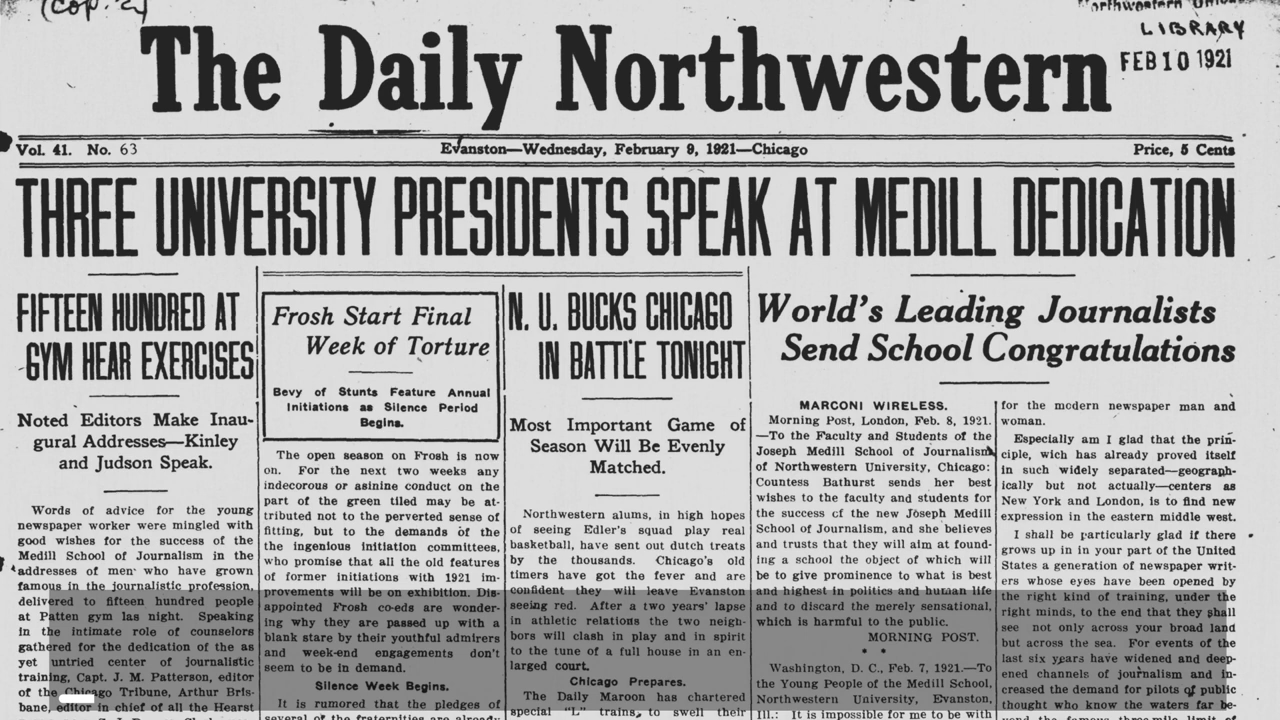 (Cop. 2)
Northwestern Univ
LIBRARY
FEB 10 1921
The Daily Northwestern
Vol. 41. No. 63
Evanston—Wednesday, February 9, 1921—Chicago
Price, 5 Cents
THREE UNIVERSITY PRESIDENTS SPEAK AT MEDILL DEDICATION
FIFTEEN HUNDRED AT
GYM HEAR EXERCISES
Noted Editors Make Inau-
gural Addresses—Kinley
and Judson Speak.
Words of advice for the young
newspaper worker were mingled with
good wishes for the success of the
Medill School of Journalism in the
addresses of men who have grown
famous in the journalistic profession,
delivered to fifteen hundred people
at Patten gym las night. Speaking
in the intimate role of counselors
gathered for the dedication of the as
yet untried center of journalistic
training, Capt. J. M. Patterson, editor
of the Chicago Tribune, Arthur Bris-
bane, editor in chief of all the Hearst
Frosh Start Final
Week of Torture
Bevy of Stunts Feature Annual
Initiations as Silence Period
Begins.
The open season on Frosh is now
on. For the next two weeks any
indecorous or asinine conduct on the
part of the green tiled may be at-
tributed not to the perverted sense of
fitting, but to the demands of the
the ingenious initiation committees,
who promise that all the old features
of former initiations with 1921 im-
provements will be on exhibition. Dis-
appointed Frosh co-eds are wonder-
ing why they are passed up with a
blank stare by their youthful admirers
and week-end engagements don't
seem to be in demand.
Silence Week Begins.
It is rumored that the pledges of
several of the fraternities are already
N. U. BUCKS CHICAGO
IN BATTLE TONIGHT
Most Important Game of
Season Will Be Evenly
Matched.
Northwestern alums, in high hopes
of seeing Edler's squad play real
basketball, have sent out dutch treats
by the thousands. Chicago's old
timers have got the fever and are
confident they will leave Evanston
seeing red. After a two years' lapse
in athletic relations the two neigh-
bors will clash in play and in spirit
to the tune of a full house in an en-
larged court.
Chicago Prepares.
The Daily Maroon has chartered
special "L" trains, to swell their
World's Leading Journalists
Send School Congratulations
MARCONI WIRELESS.
Morning Post, London, Feb. 8, 1921.
—To the Faculty and Students of the
Joseph Medill School of Journalism
of Northwestern University, Chicago:
Countess Bathurst sends her best
wishes to the faculty and students for
the success of the new Joseph Medill
School of Journalism, and she believes
and trusts that they will aim at found-
ing a school the object of which will
be to give prominence to what is best
and highest in politics and human life
and to discard the merely sensational,
which is harmful to the public.
MORNING POST.
* *
Washington, D. C., Feb. 7, 1921.—To
the Young People of the Medill School,
Northwestern University, Evanston,
Ill.: It is impossible for me to be with
for the modern newspaper man and
woman.
Especially am I glad that the prin-
ciple, wich has already proved itself
in such widely separated—geograph-
ically but not actually—centers as
New York and London, is to find new
expression in the eastern middle west.
I shall be particularly glad if there
grows up in in your part of the United
States a generation of newspaper writ-
ers whose eyes have been opened by
the right kind of training, under the
right minds, to the end that they shall
see not only across your broad land
but across the sea. For events of the
last six years have widened and deep-
ened channels of journalism and in-
creased the demand for pilots of public
thought who know the waters far be-